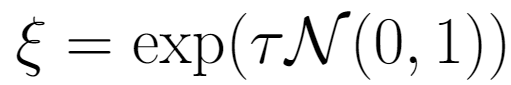 ξ = exp(τ𝒩(0, 1))